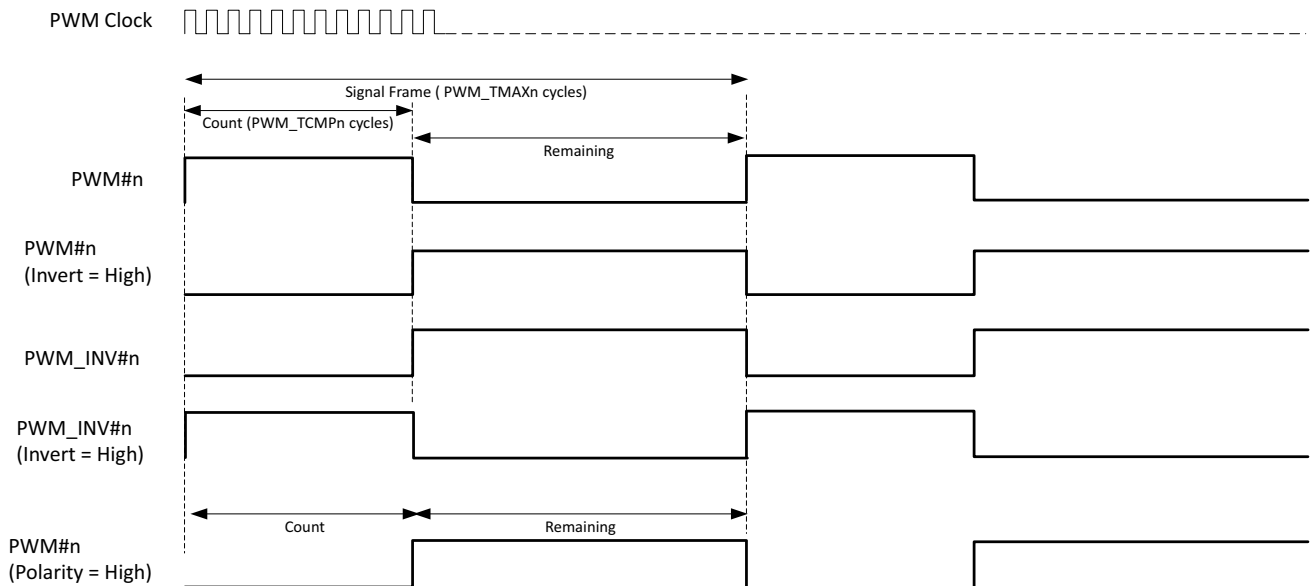 PWM Clock
Signal Frame ( PWM_TMAXn cycles)
Count (PWM_TCMPn cycles)
Remaining
PWM#n
PWM#n
(Invert = High)
PWM_INV#n
PWM_INV#n
(Invert = High)
Count
Remaining
PWM#n
(Polarity = High)